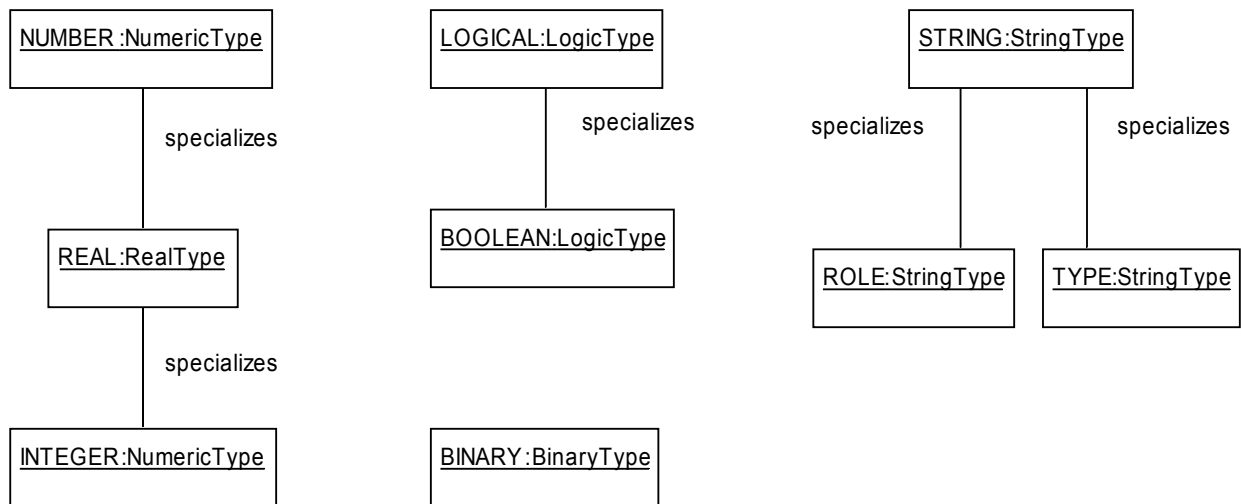 NUMBER:NumericType
LOGICAL:LogicType
STRING:StringType
specializes
specializes
specializes
specializes
REAL:RealType
BOOLEAN:LogicType
ROLE:StringType
TYPE:StringType
specializes
INTEGER:NumericType
BINARY:BinaryType